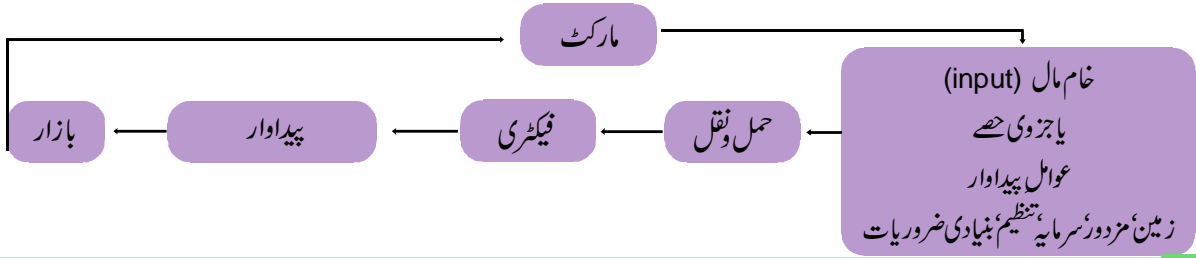 مارکٹ
خام مال (input)
یا جزوی حصے
عوامل پیداوار
زمین، مزدور، سرمایہ، تنظیم، بنیادی ضروریات
حمل و نقل
فیکٹری
پیداوار
بازار